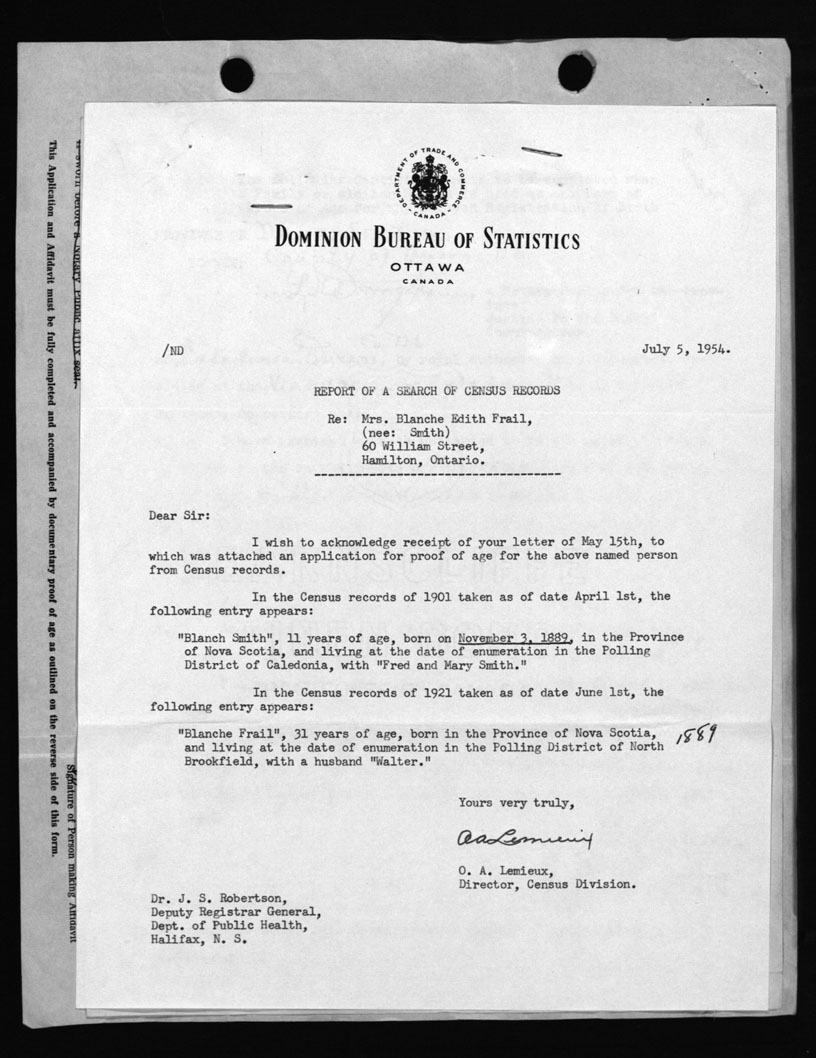 DEPARTMENT OF TRADE AND COMMERCE
- CANADA -
DOMINION BUREAU OF STATISTICS
OTTAWA
CANADA
/ND
July 5, 1954.
REPORT OF A SEARCH OF CENSUS RECORDS
Re: Mrs. Blanche Edith Frail,
(nee: Smith)
60 William Street,
Hamilton, Ontario.
Dear Sir:
I wish to acknowledge receipt of your letter of May 15th, to
which was attached an application for proof of age for the above named person
from Census records.
In the Census records of 1901 taken as of date April 1st, the
following entry appears:
"Blanch Smith", 11 years of age, born on November 3, 1889, in the Province
of Nova Scotia, and living at the date of enumeration in the Polling
District of Caledonia, with "Fred and Mary Smith."
In the Census records of 1921 taken as of date June 1st, the
following entry appears:
"Blanche Frail", 31 years of age, born in the Province of Nova Scotia,
and living at the date of enumeration in the Polling District of North
Brookfield, with a husband "Walter."
1889
Yours very truly,
OA Lemieux
O. A. Lemieux,
Director, Census Division.
Dr. J. S. Robertson,
Deputy Registrar General,
Dept. of Public Health,
Halifax, N. S.
If sworn before a Notary Public affix seal.
Signature of Person making Affidavit
This Application and Affidavit must be fully completed and accompanied by documentary proof of age as outlined on the reverse side of this form.